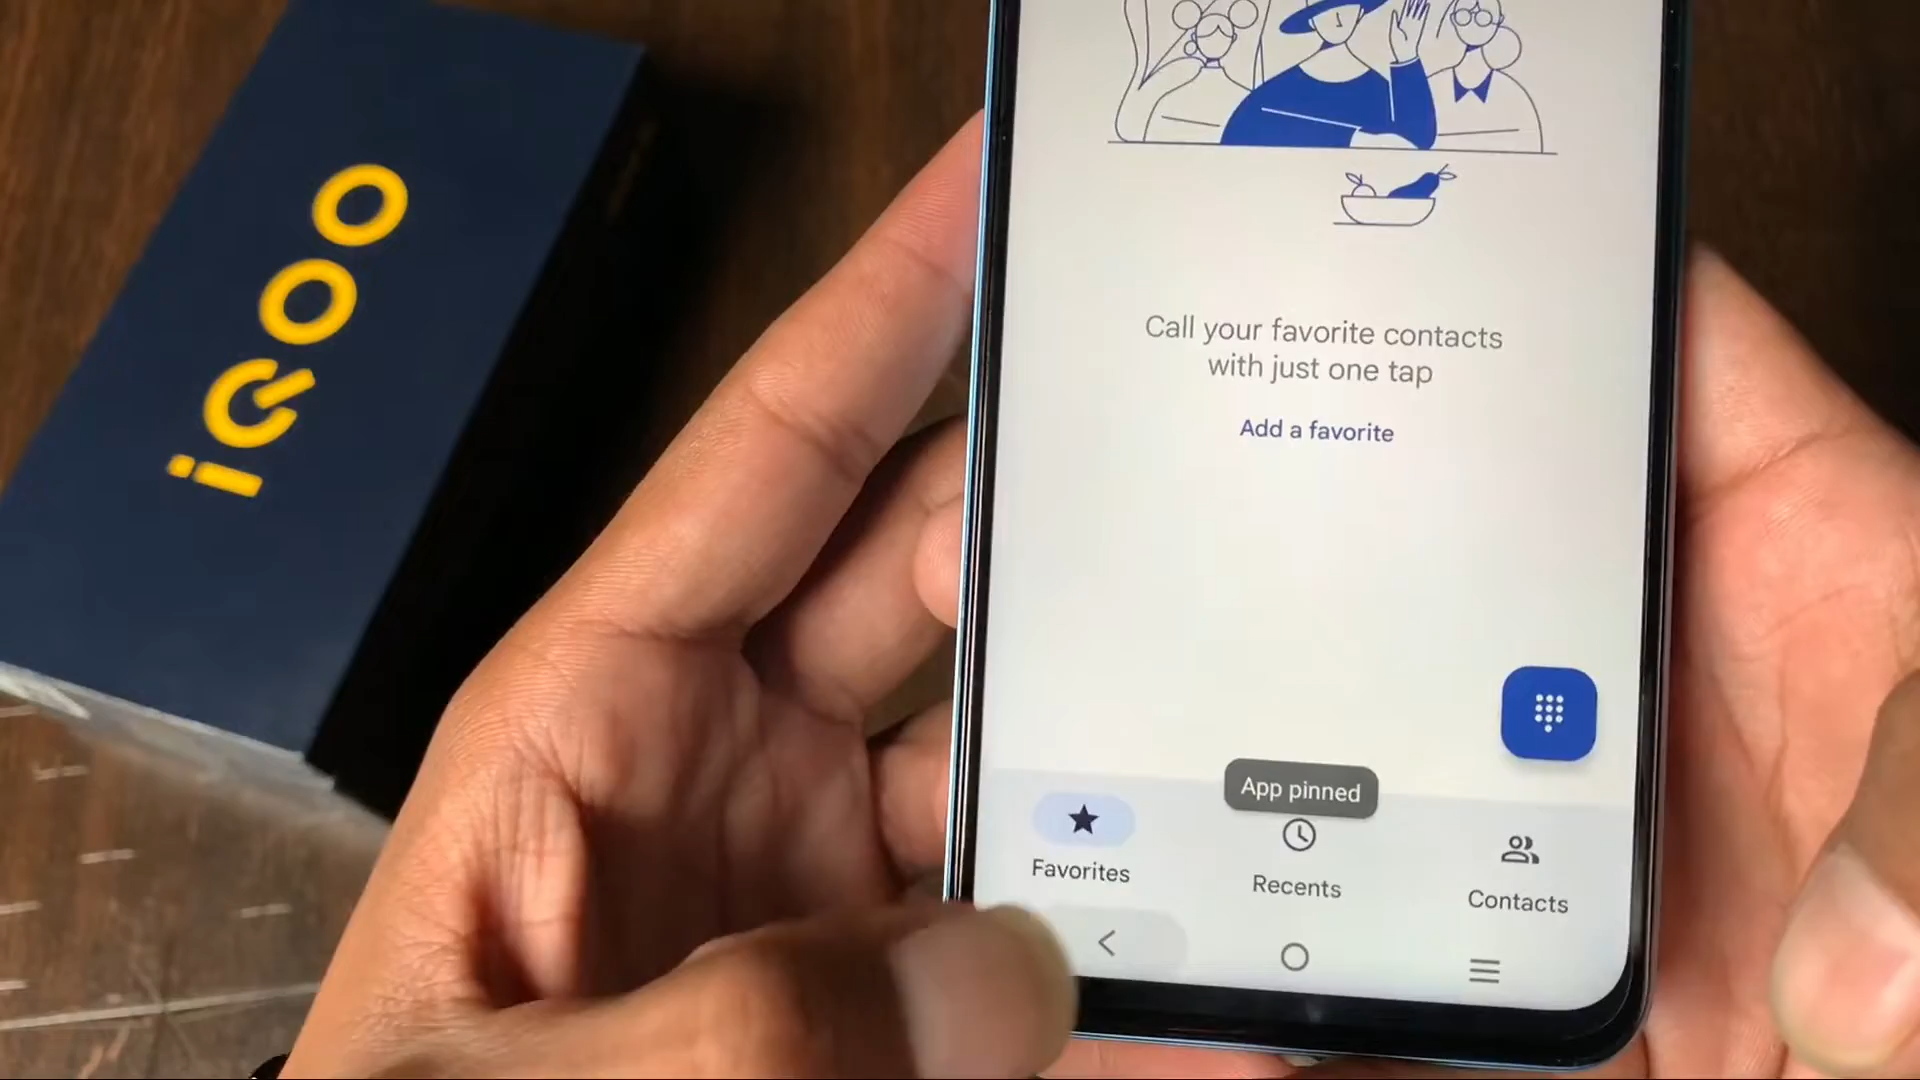 iQOO
Call your favorite contacts
with just one tap
Add a favorite
App pinned
Favorites
Recents
Contacts